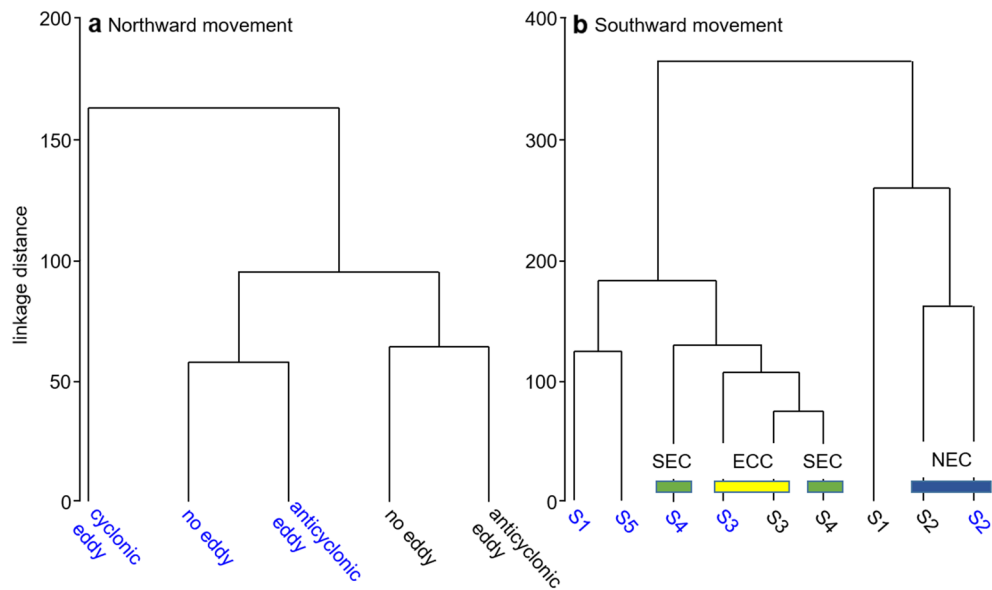 a Northward movement
b Southward movement
200
150
100
50
0
linkage distance
cyclonic
eddy
no eddy
anticyclonic
eddy
no eddy
anticyclonic
eddy
400
300
200
100
0
SEC
ECC
SEC
NEC
S1
S5
S4
S3
S3
S4
S1
S2
S2